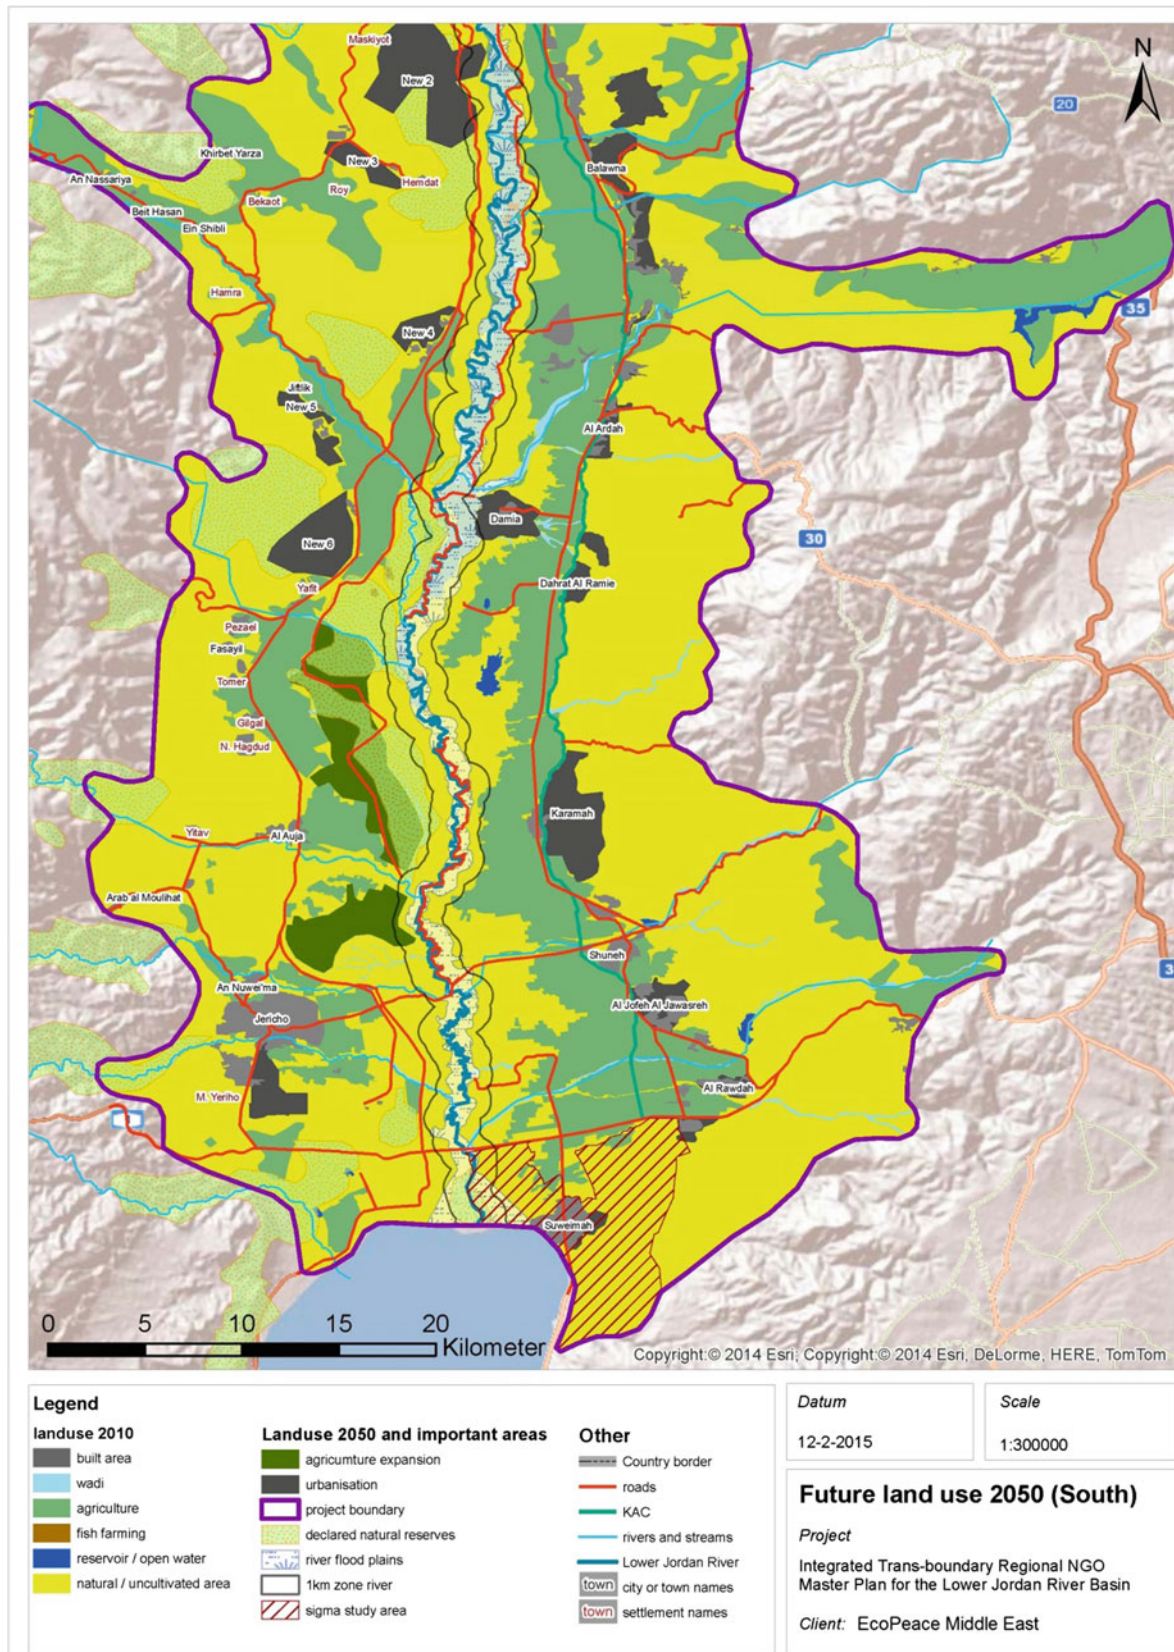 Maskiyot
N
New 2
20
Khirbet Yarza
New 3
Balawna
An Nassariya
Roy
Hemdat
Bekaot
Beit Hasan
Ein Shibli
Hamra
35
New 4
Jiftlik
New 5
Al Ardah
Damia
30
New 6
Dahrat Al Ramie
Yafit
Pezael
Fasayil
Tomer
Gilgal
N. Hagdud
Karamah
Yitav
Al Auja
Arab al Moulihat
Shuneh
3
An Nuwei'ma
Al Jofeh Al Jawasreh
Jericho
Al Rawdah
M. Yeriho
Suweimah
0 5 10 15 20
Kilometer
Copyright:© 2014 Esri, Copyright:© 2014 Esri, DeLorme, HERE, TomTom
Legend
landuse 2010
built area
wadi
agriculture
fish farming
reservoir / open water
natural / uncultivated area
Landuse 2050 and important areas
agricumture expansion
urbanisation
project boundary
declared natural reserves
river flood plains
1km zone river
sigma study area
Other
Country border
roads
KAC
rivers and streams
Lower Jordan River
town city or town names
town settlement names
Datum
12-2-2015
Scale
1:300000
Future land use 2050 (South)
Project
Integrated Trans-boundary Regional NGO
Master Plan for the Lower Jordan River Basin
Client: EcoPeace Middle East